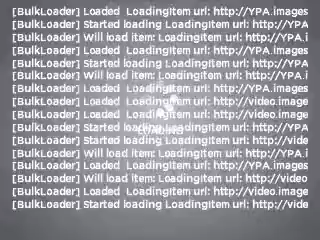 [BulkLoader] Loaded LoadingItem url: http://YPA.images
[BulkLoader] Started loading LoadingItem url: http://YPA
[BulkLoader] Will load item: LoadingItem url: http://YPA.i
[BulkLoader] Loaded LoadingItem url: http://YPA.images
[BulkLoader] Started loading LoadingItem url: http://YPA
[BulkLoader] Will load item: LoadingItem url: http://YPA.i
[BulkLoader] Loaded LoadingItem url: http://YPA.images
[BulkLoader] Loaded LoadingItem url: http://video.image
[BulkLoader] Loaded LoadingItem url: http://video.image
[BulkLoader] Started loading LoadingItem url: http://YPA
LOADING
[BulkLoader] Started loading LoadingItem url: http://vide
[BulkLoader] Will load item: LoadingItem url: http://YPA.i
[BulkLoader] Loaded LoadingItem url: http://YPA.images
[BulkLoader] Will load item: LoadingItem url: http://video
[BulkLoader] Loaded LoadingItem url: http://video.image
[BulkLoader] Started loading LoadingItem url: http://vide